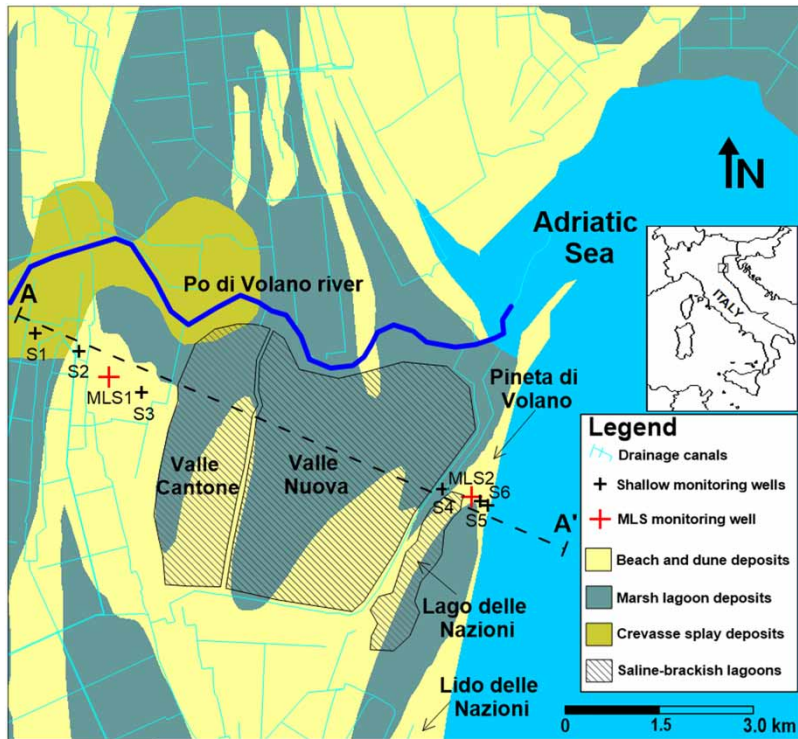 N
Adriatic
Sea
ITALY
Po di Volano river
A
S1
S2
MLS1
S3
Pineta di
Volano
Valle
Cantone
Valle
Nuova
MLS2
S4
S6
S5
A'
Lago delle
Nazioni
Lido delle
Nazioni
Legend
Drainage canals
Shallow monitoring wells
MLS monitoring well
Beach and dune deposits
Marsh lagoon deposits
Crevasse splay deposits
Saline-brackish lagoons
0 1.5 3.0 km